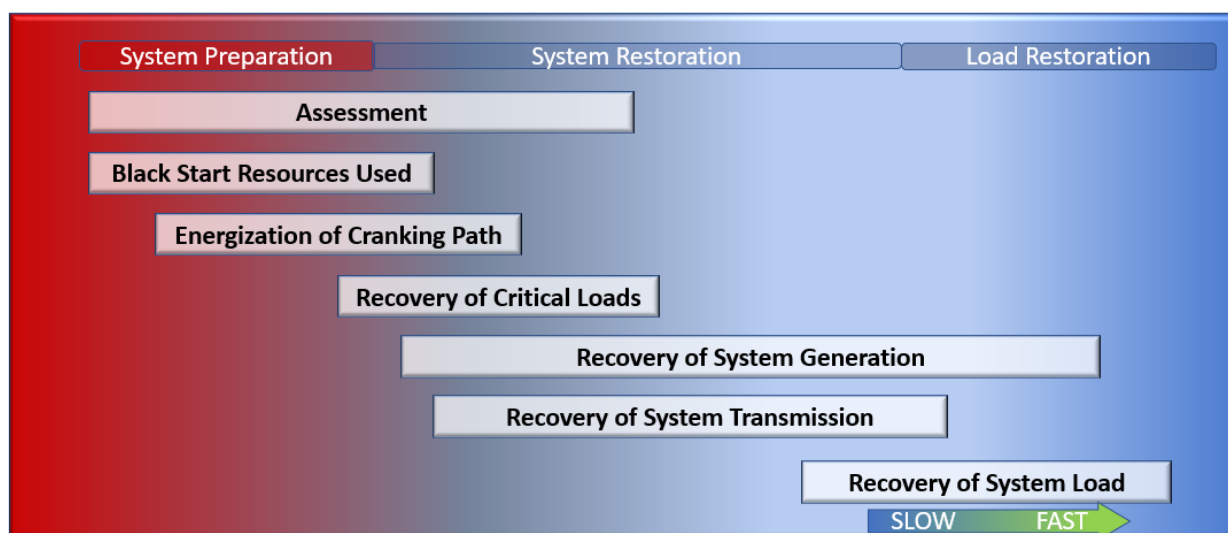 System Preparation System Restoration Load Restoration
Assessment
Black Start Resources Used
Energization of Cranking Path
Recovery of Critical Loads
Recovery of System Generation
Recovery of System Transmission
Recovery of System Load
SLOW FAST